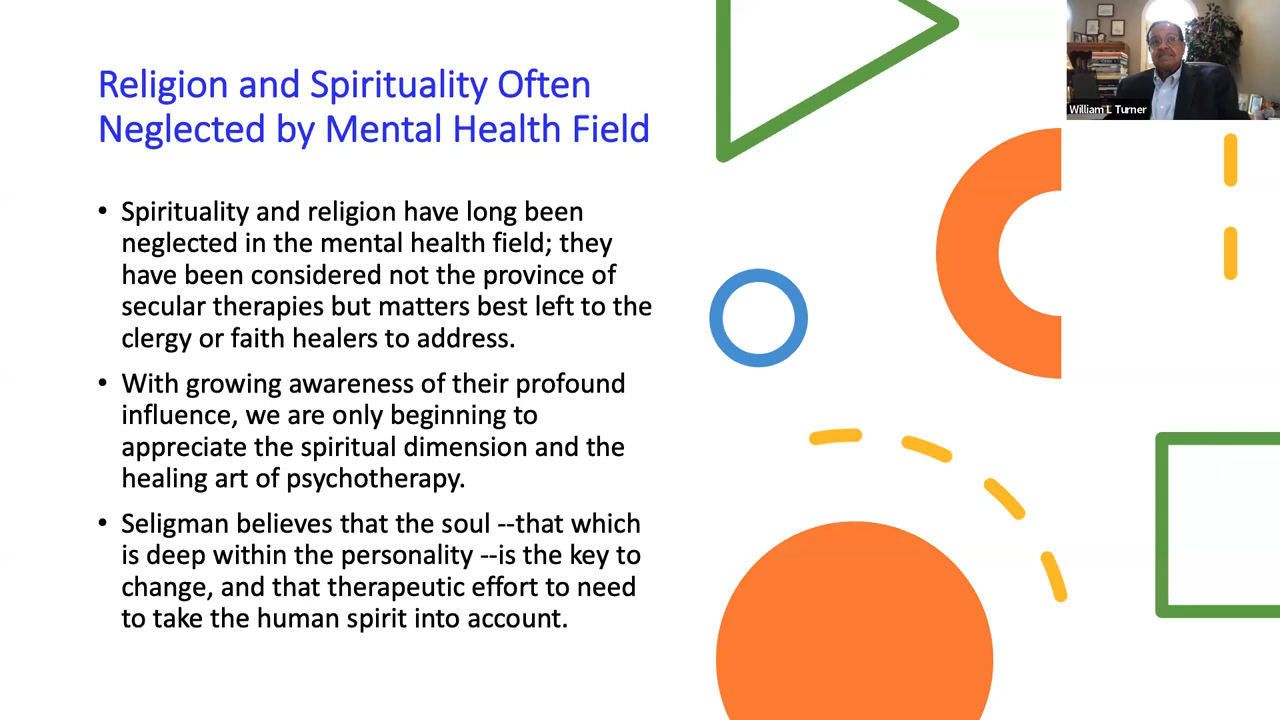 Religion and Spirituality Often
Neglected by Mental Health Field
• Spirituality and religion have long been
neglected in the mental health field; they
have been considered not the province of
secular therapies but matters best left to the
clergy or faith healers to address.
• With growing awareness of their profound
influence, we are only beginning to
appreciate the spiritual dimension and the
healing art of psychotherapy.
• Seligman believes that the soul --that which
is deep within the personality --is the key to
change, and that therapeutic effort to need
to take the human spirit into account.
William L Turner